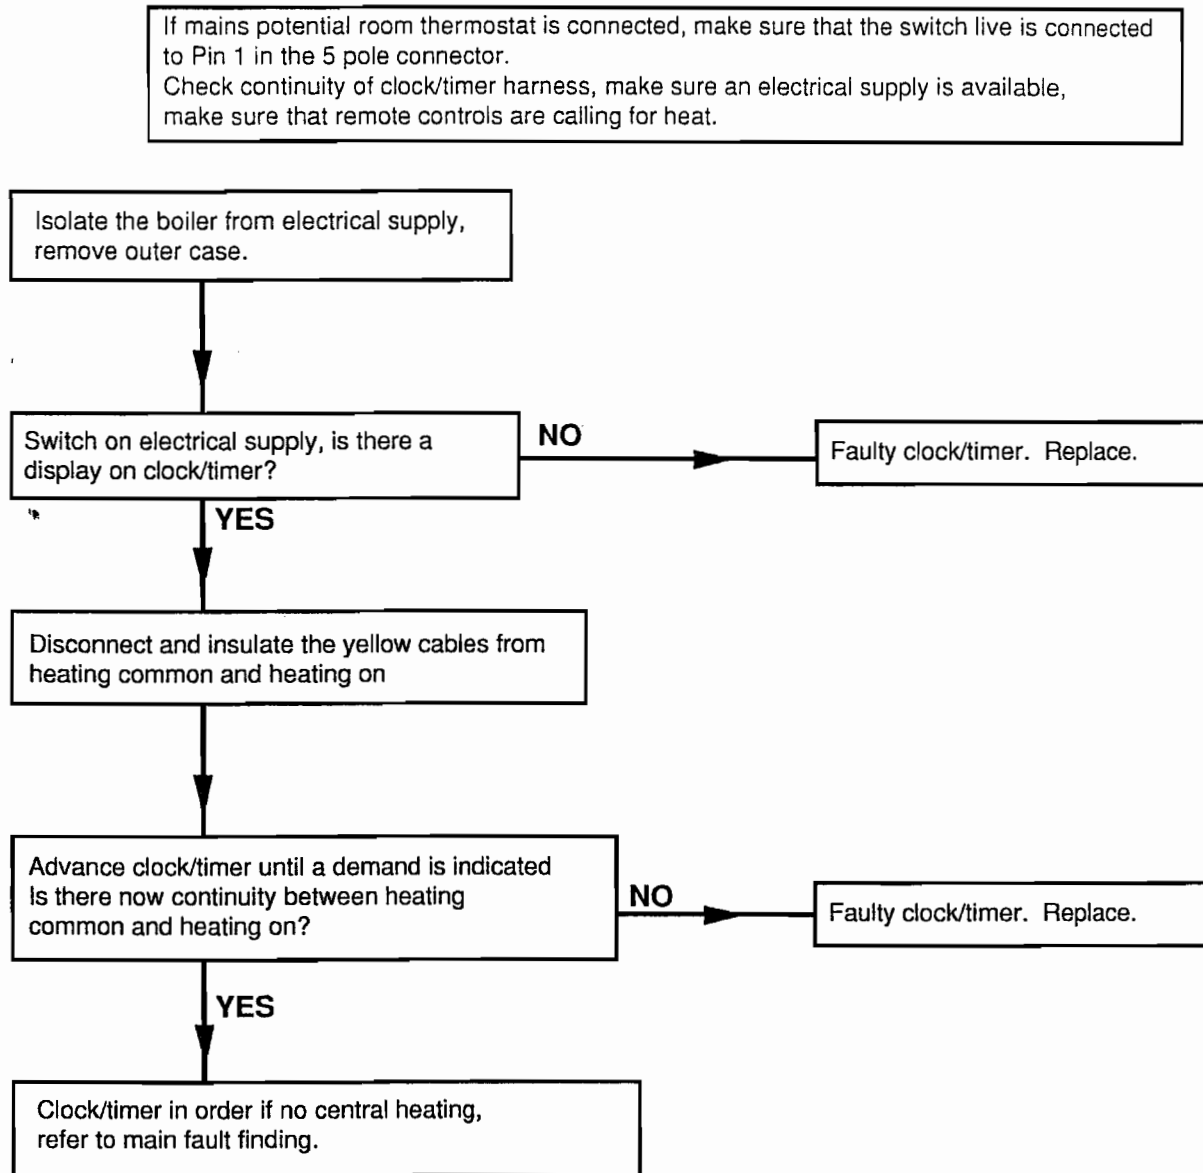 If mains potential room thermostat is connected, make sure that the switch live is connected
to Pin 1 in the 5 pole connector.
Check continuity of clock/timer harness, make sure an electrical supply is available,
make sure that remote controls are calling for heat.
Isolate the boiler from electrical supply,
remove outer case.
Switch on electrical supply, is there a
display on clock/timer?
NO
Faulty clock/timer. Replace.
YES
Disconnect and insulate the yellow cables from
heating common and heating on
Advance clock/timer until a demand is indicated
Is there now continuity between heating
common and heating on?
NO
Faulty clock/timer. Replace.
YES
Clock/timer in order if no central heating,
refer to main fault finding.